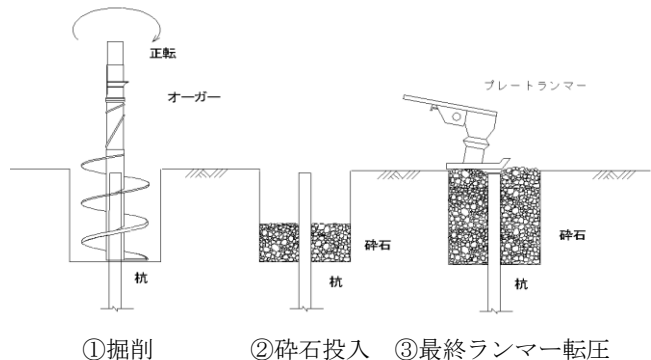 正転
オーガー
プレートランマー
砕石
砕石
杭
杭
杭
①掘削
②砕石投入
③最終ランマー転圧